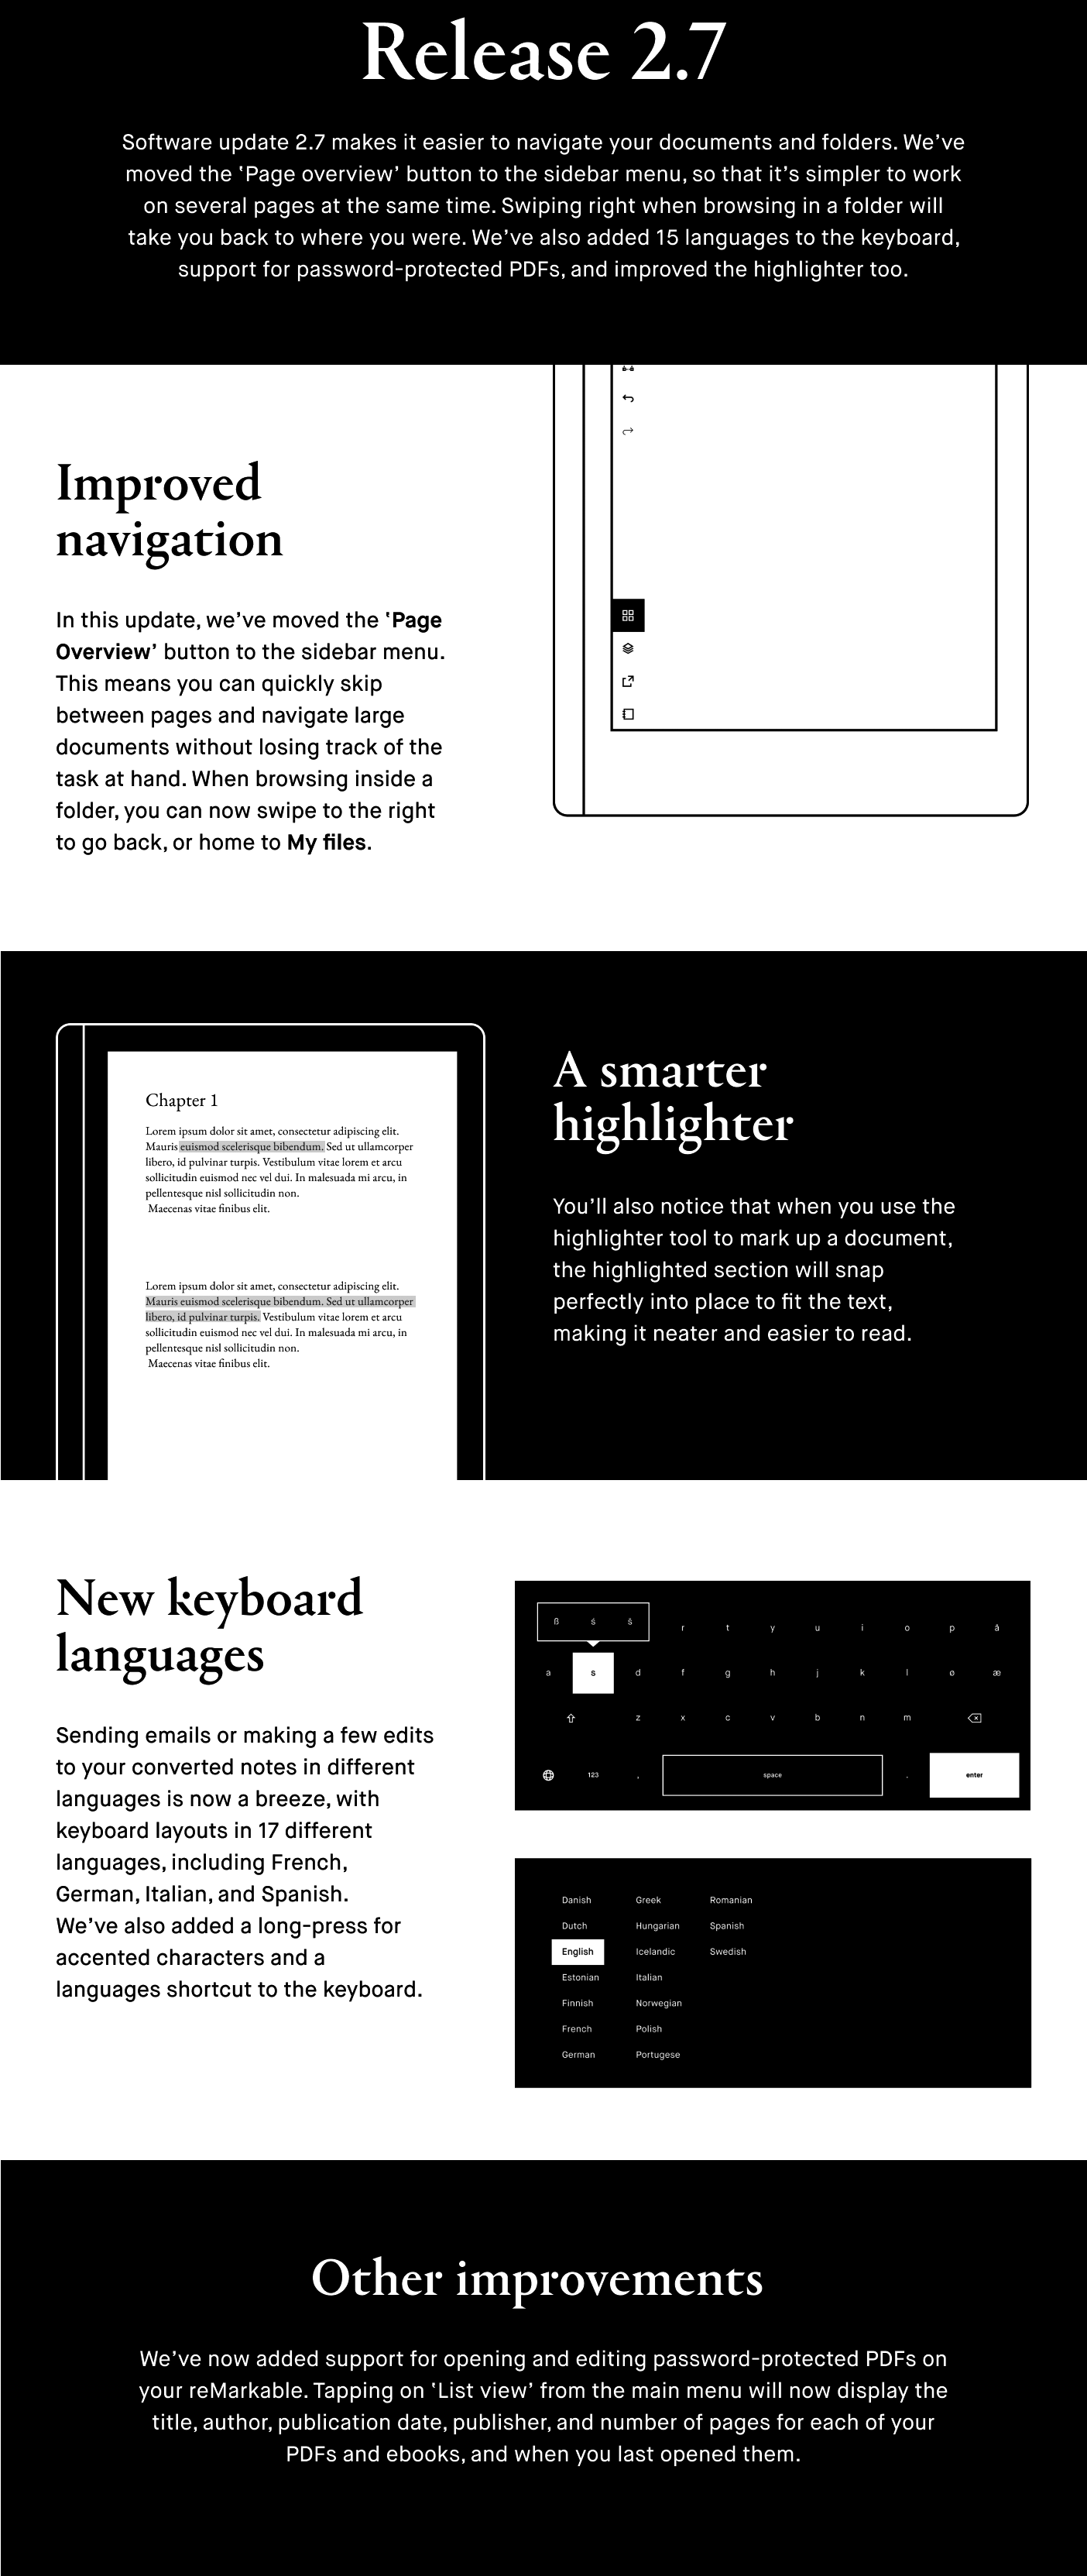 Release 2.7
Software update 2.7 makes it easier to navigate your documents and folders. We’ve
moved the ‘Page overview’ button to the sidebar menu, so that it’s simpler to work
on several pages at the same time. Swiping right when browsing in a folder will
take you back to where you were. We’ve also added 15 languages to the keyboard,
support for password-protected PDFs, and improved the highlighter too.
Improved
navigation
In this update, we’ve moved the ‘Page
Overview’ button to the sidebar menu.
This means you can quickly skip
between pages and navigate large
documents without losing track of the
task at hand. When browsing inside a
folder, you can now swipe to the right
to go back, or home to My files.
Chapter 1
Lorem ipsum dolor sit amet, consectetur adipiscing elit.
Mauris euismod scelerisque bibendum. Sed ut ullamcorper
libero, id pulvinar turpis. Vestibulum vitae lorem et arcu
sollicitudin euismod nec vel dui. In malesuada mi arcu, in
pellentesque nisl sollicitudin non.
Maecenas vitae finibus elit.
Lorem ipsum dolor sit amet, consectetur adipiscing elit.
Mauris euismod scelerisque bibendum. Sed ut ullamcorper
libero, id pulvinar turpis. Vestibulum vitae lorem et arcu
sollicitudin euismod nec vel dui. In malesuada mi arcu, in
pellentesque nisl sollicitudin non.
Maecenas vitae finibus elit.
A smarter
highlighter
You’ll also notice that when you use the
highlighter tool to mark up a document,
the highlighted section will snap
perfectly into place to fit the text,
making it neater and easier to read.
New keyboard
languages
Sending emails or making a few edits
to your converted notes in different
languages is now a breeze, with
keyboard layouts in 17 different
languages, including French,
German, Italian, and Spanish.
We’ve also added a long-press for
accented characters and a
languages shortcut to the keyboard.
ß ś š r t y u i o p å
a s d f g h j k l ø æ
z x c v b n m
123 , space . enter
Danish Greek Romanian
Dutch Hungarian Spanish
English Icelandic Swedish
Estonian Italian
Finnish Norwegian
French Polish
German Portugese
Other improvements
We’ve now added support for opening and editing password-protected PDFs on
your reMarkable. Tapping on ‘List view’ from the main menu will now display the
title, author, publication date, publisher, and number of pages for each of your
PDFs and ebooks, and when you last opened them.